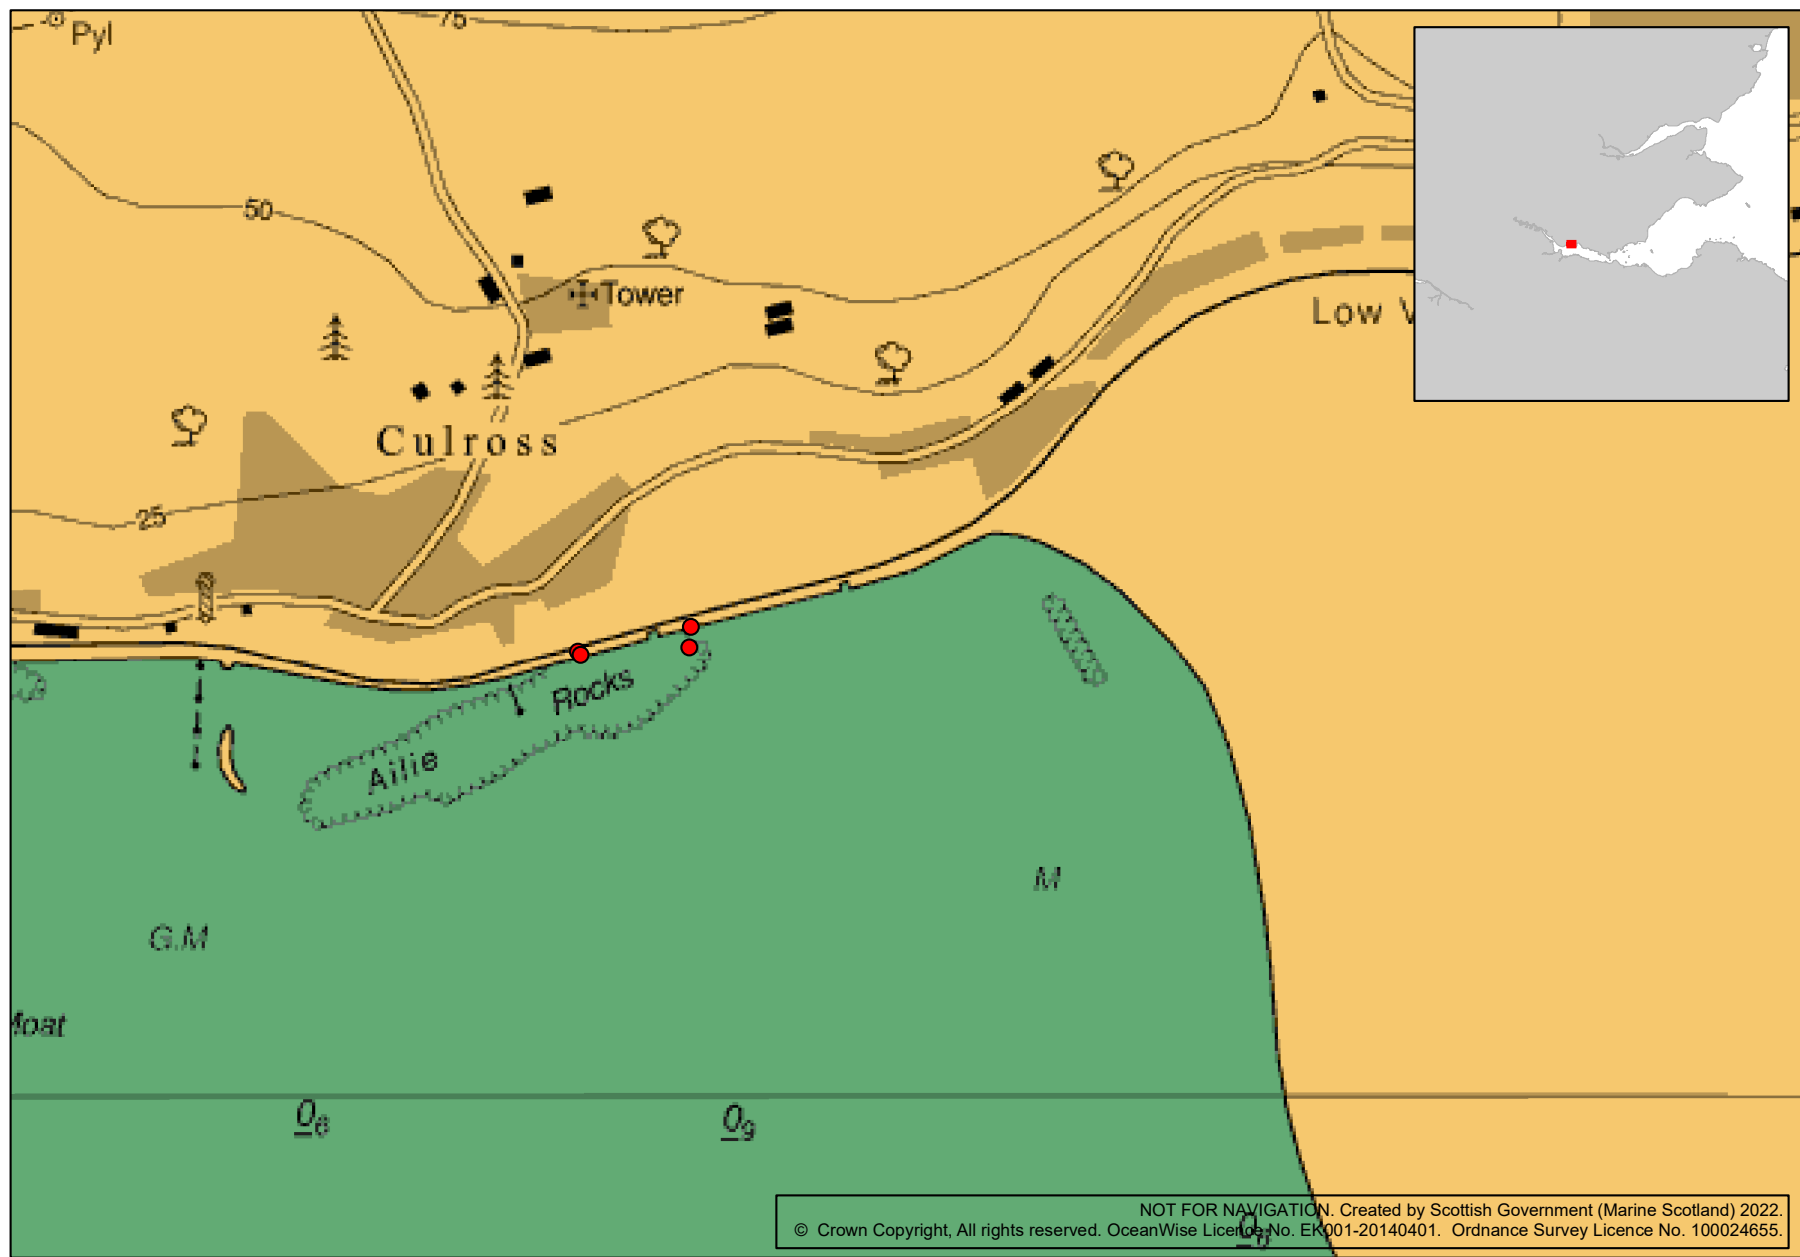 75
Pyl
50
Tower
Low
Culross
25
Rocks
Ailie
M
G.M
0₆
0₉
NOT FOR NAVIGATION. Created by Scottish Government (Marine Scotland) 2022.
© Crown Copyright, All rights reserved. OceanWise Licence No. EK001-20140401. Ordnance Survey Licence No. 100024655.